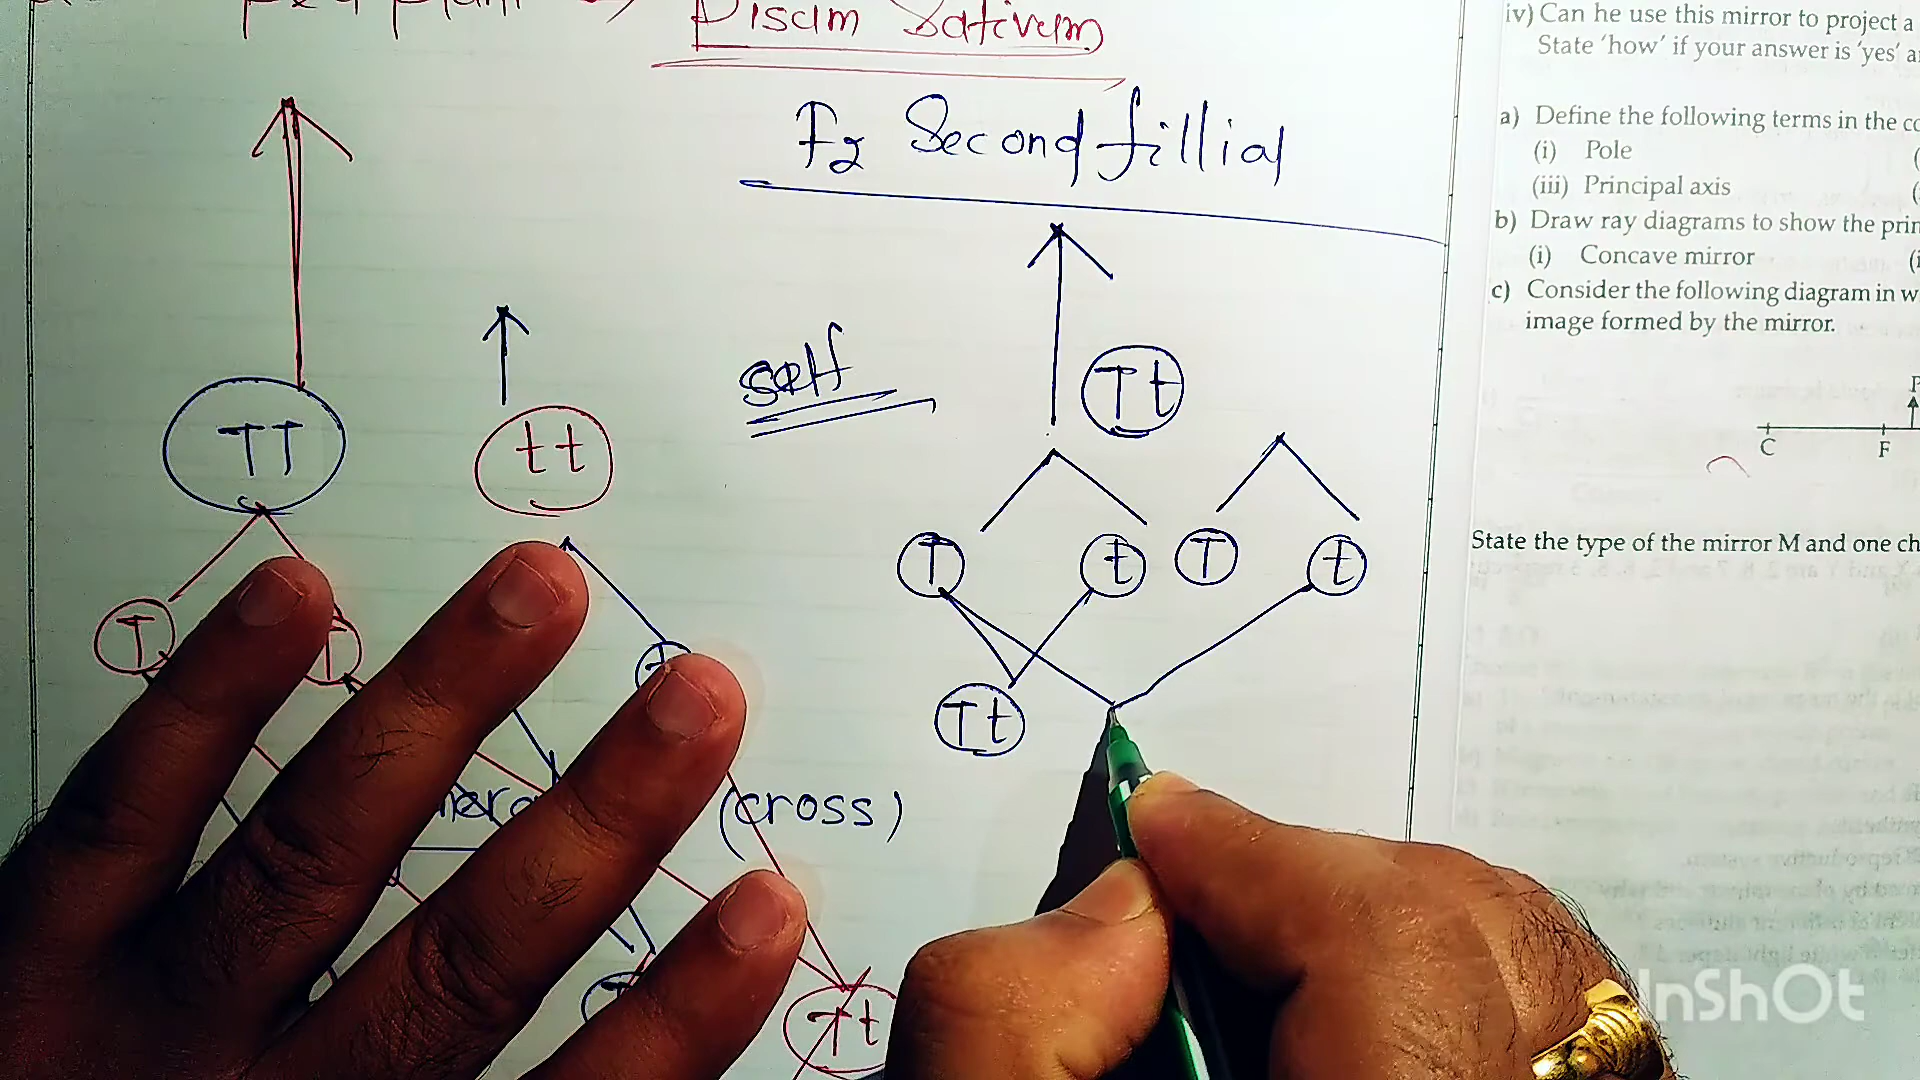 Pisum Sativum
F2 Second fillial
TT
tt
self
Tt
T
t
T
t
T
T
Tt
(cross)
Tt
iv) Can he use this mirror to project a
State ‘how’ if your answer is ‘yes’ a
a) Define the following terms in the co
(i) Pole
(iii) Principal axis
b) Draw ray diagrams to show the prin
(i) Concave mirror
c) Consider the following diagram in w
image formed by the mirror.
P
C
F
State the type of the mirror M and one ch
InShOt